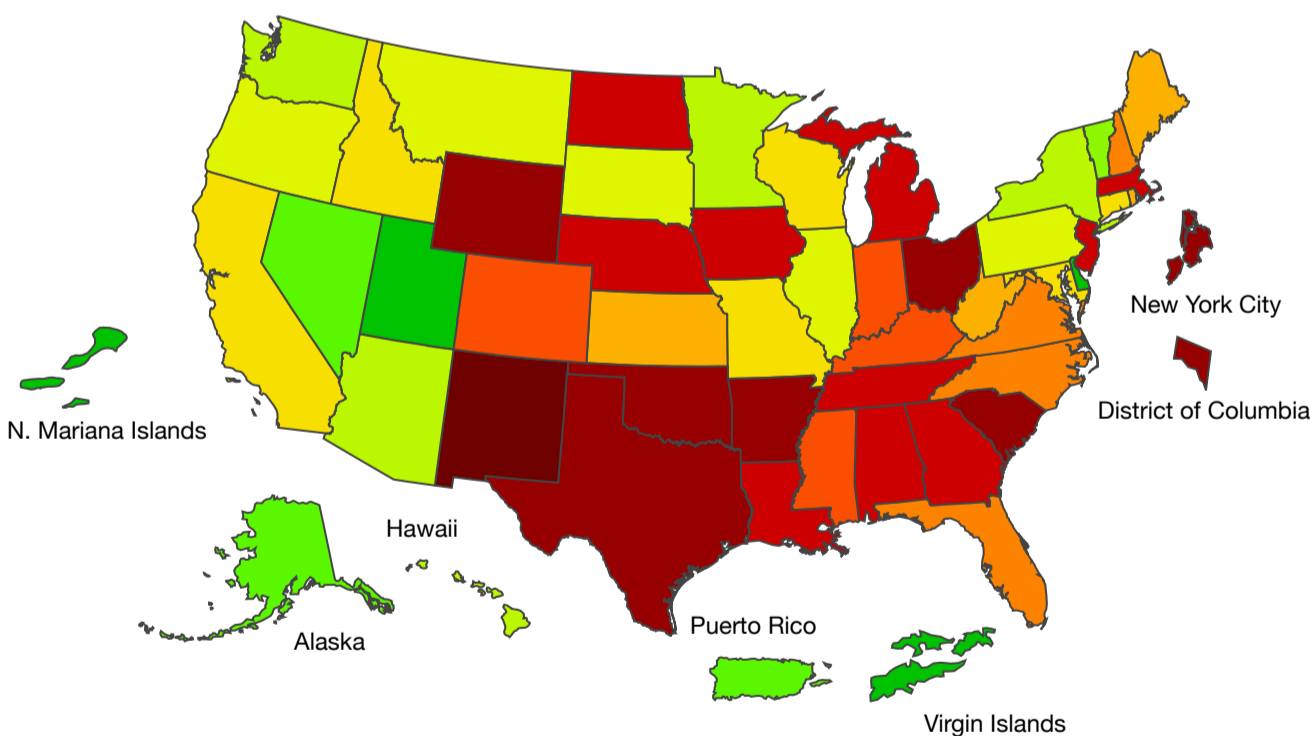 New York City
District of Columbia
N. Mariana Islands
Hawaii
Puerto Rico
Alaska
Virgin Islands